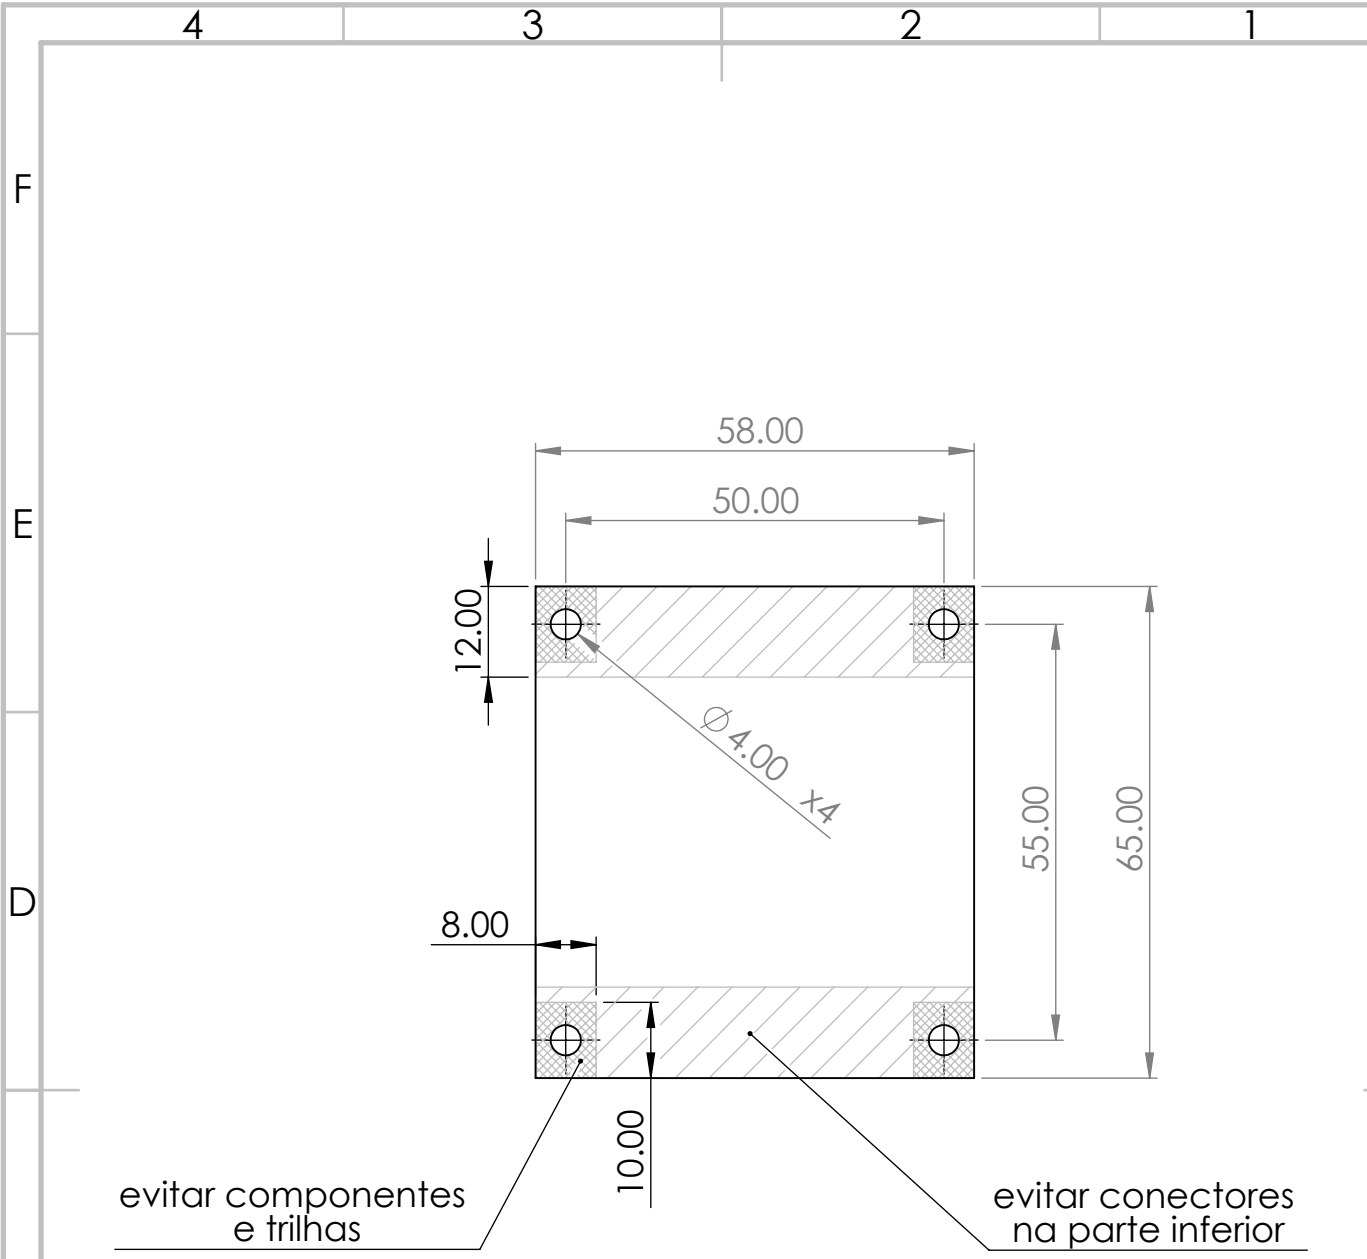 4 3 2 1
F
58.00
E
50.00
12.00
Ø4.00 x4
55.00
65.00
D
8.00
10.00
evitar componentes
e trilhas
evitar conectores
na parte inferior